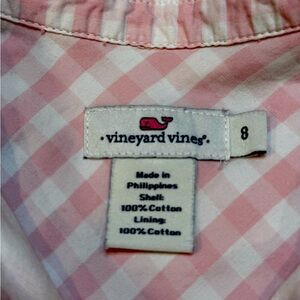 vineyard vines®.
8
Made in
Philippines
Shell:
100% Cotton
Lining:
100% Cotton